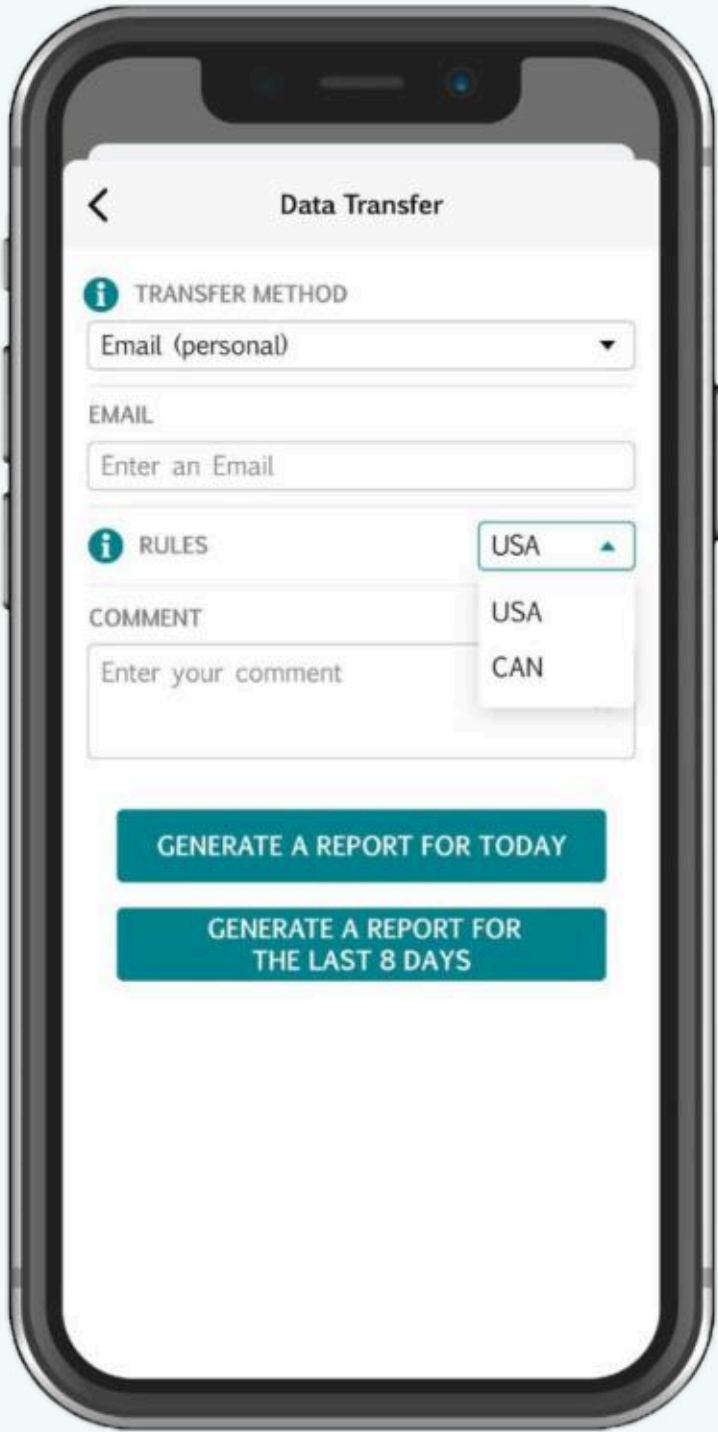 Data Transfer
TRANSFER METHOD
Email (personal)
EMAIL
Enter an Email
RULES
USA
USA
CAN
COMMENT
Enter your comment
GENERATE A REPORT FOR TODAY
GENERATE A REPORT FOR
THE LAST 8 DAYS